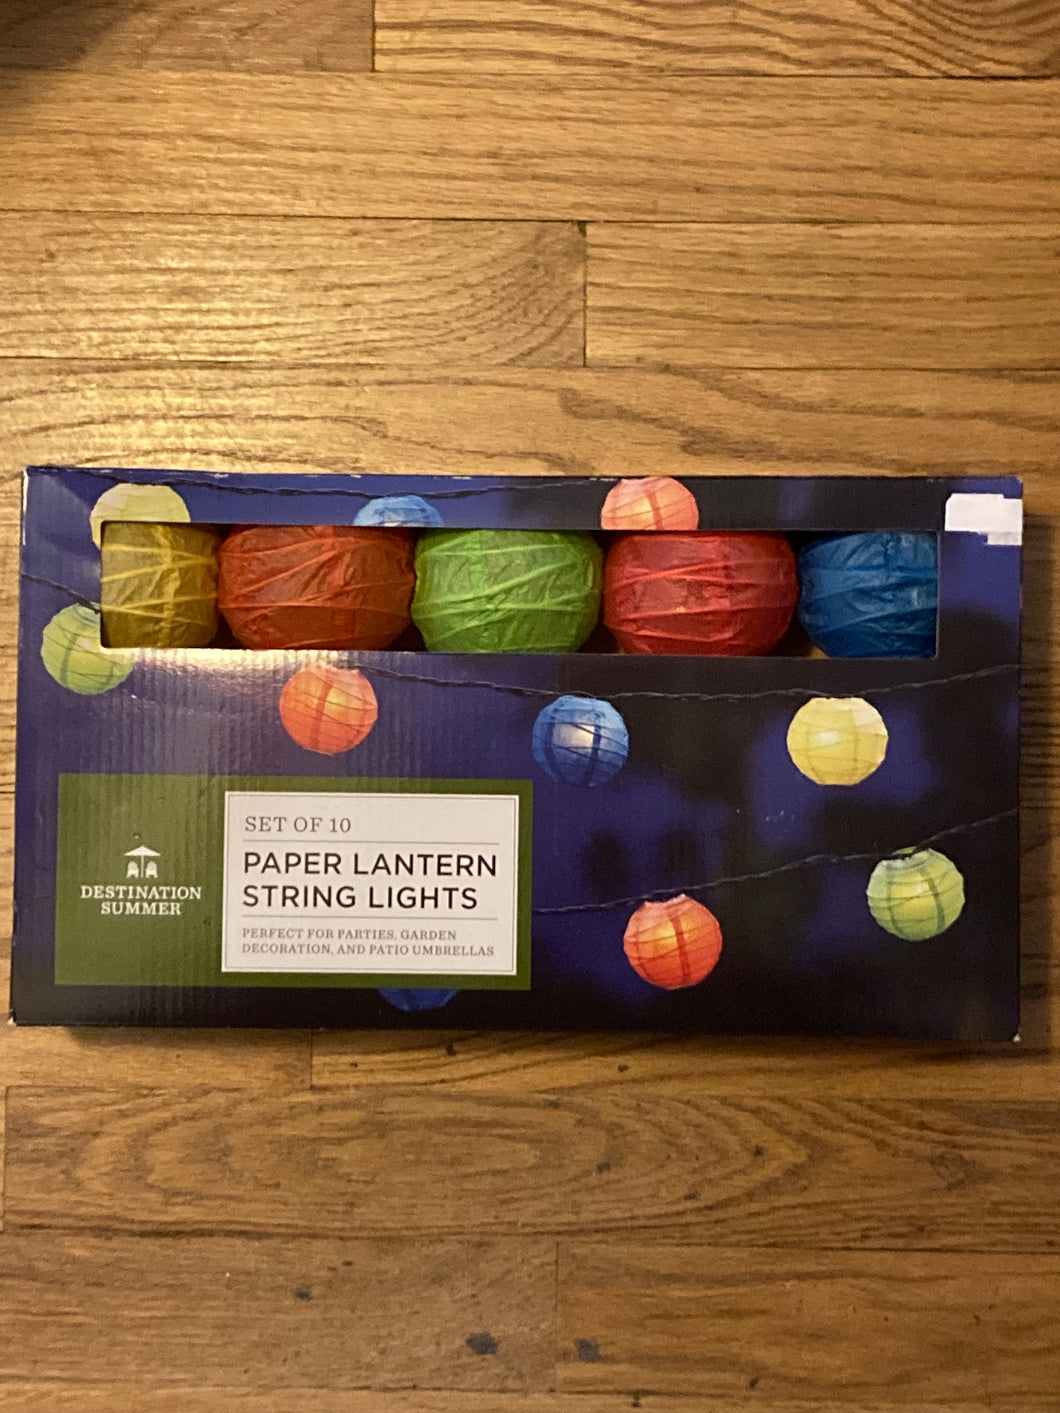 DESTINATION
SUMMER
SET OF 10
PAPER LANTERN
STRING LIGHTS
PERFECT FOR PARTIES, GARDEN
DECORATION, AND PATIO UMBRELLAS